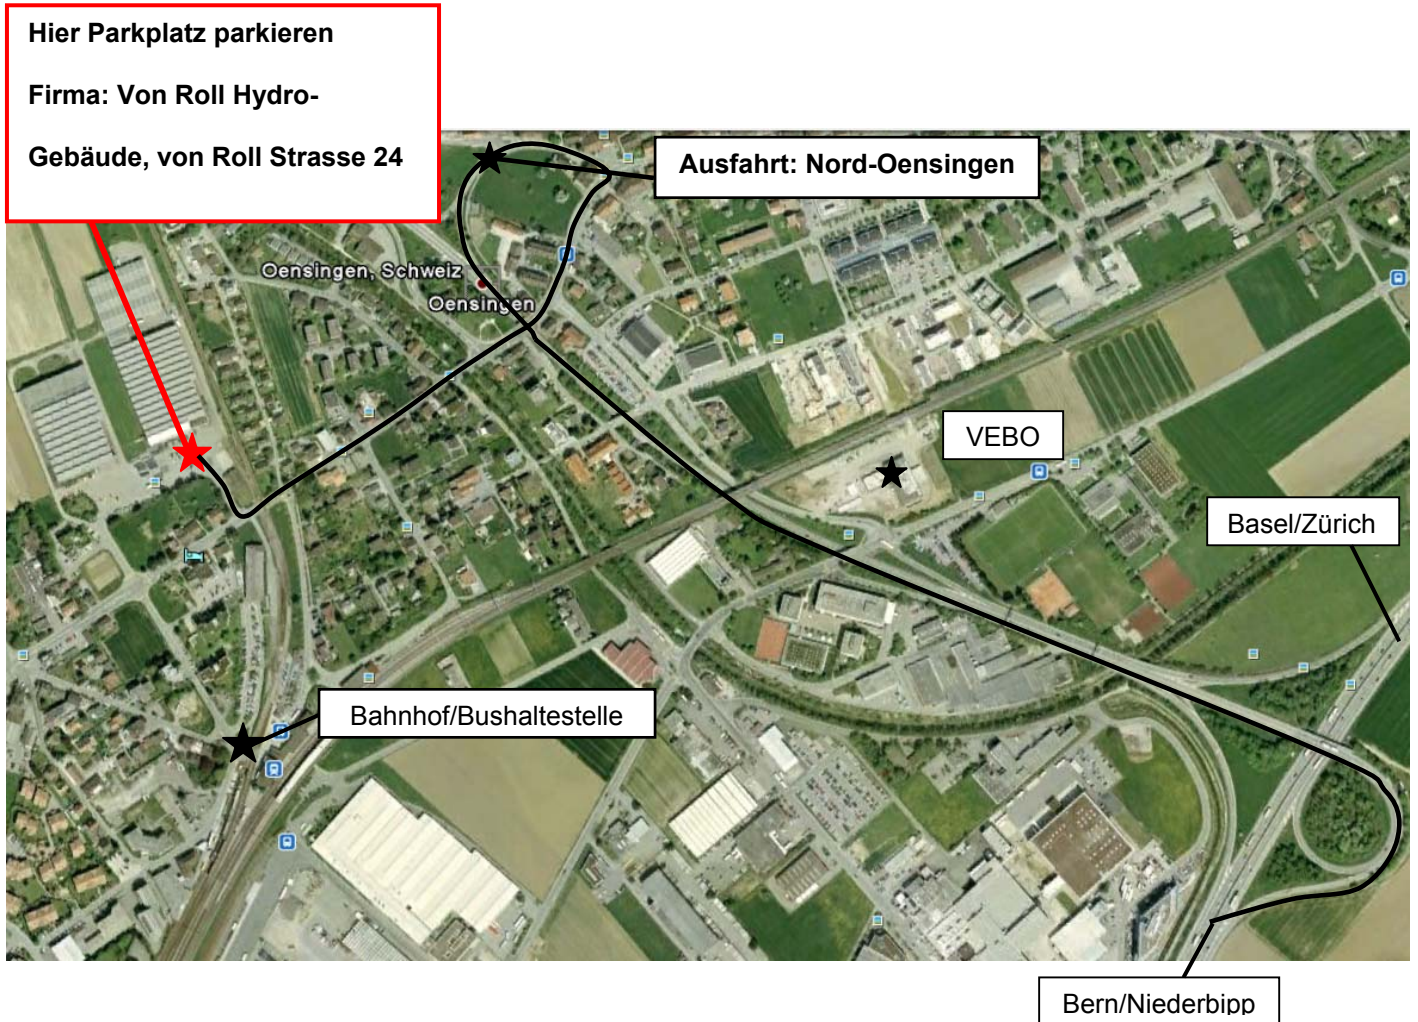 Hier Parkplatz parkieren
Firma: Von Roll Hydro-
Gebäude, von Roll Strasse 24
Ausfahrt: Nord-Oensingen
Oensingen, Schweiz
Oensingen
VEBO
Basel/Zürich
Bahnhof/Bushaltestelle
Bern/Niederbipp